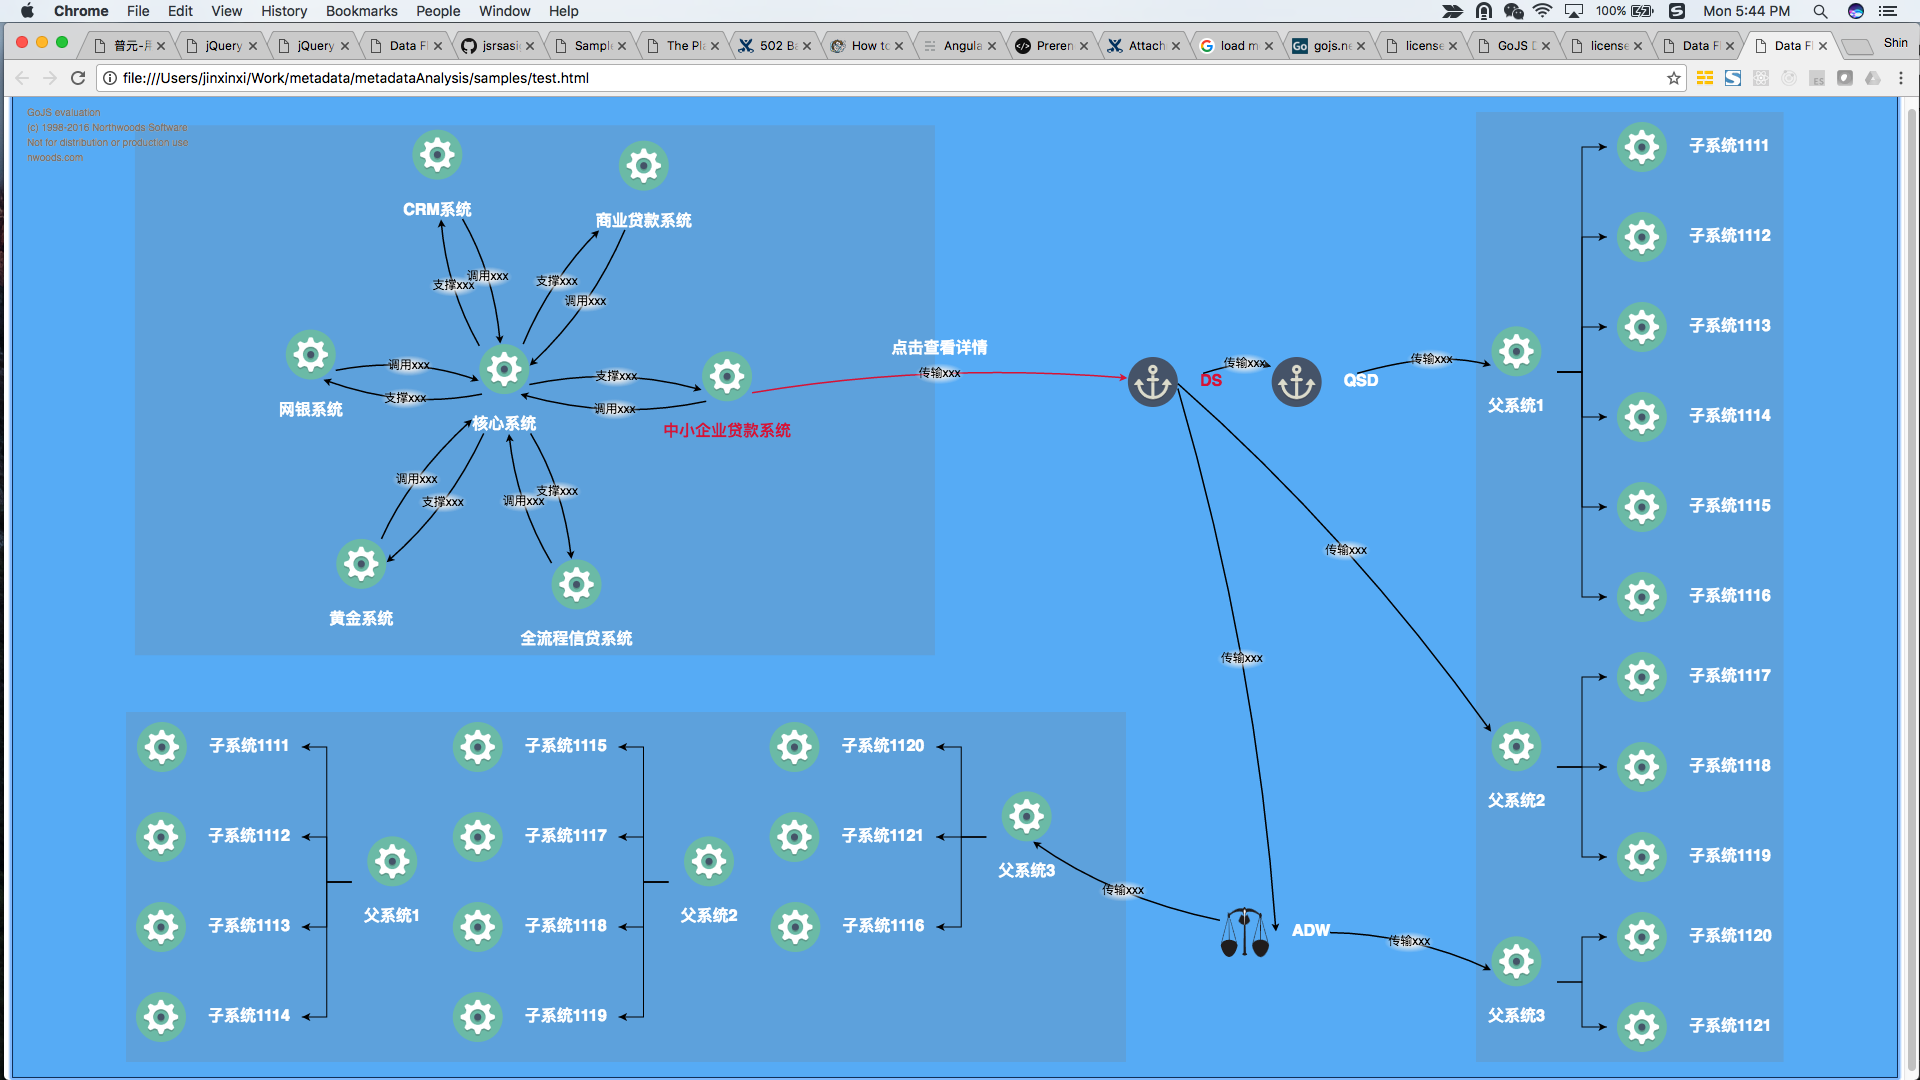 Chrome File Edit View History Bookmarks People Window Help
100% Mon 5:44 PM
普元-用
jQuery
jQuery
Data Fl
jsrsasig
Sample
The Pla
502 Ba
How to
Angula
Preren
Attach
load m
gojs.ne
license
GoJS D
license
Data Fl
Data Fl
Shin
file:///Users/jinxinxi/Work/metadata/metadataAnalysis/samples/test.html
GoJS evaluation
(c) 1998-2016 Northwoods Software
Not for distribution or production use
nwoods.com
CRM系统
商业贷款系统
支撑xxx
调用xxx
支撑xxx
调用xxx
网银系统
调用xxx
支撑xxx
核心系统
支撑xxx
调用xxx
中小企业贷款系统
点击查看详情
传输xxx
调用xxx
支撑xxx
调用xxx
支撑xxx
黄金系统
全流程信贷系统
DS
传输xxx
QSD
传输xxx
传输xxx
传输xxx
父系统1
子系统1111
子系统1112
子系统1113
子系统1114
子系统1115
子系统1116
父系统2
子系统1117
子系统1118
子系统1119
父系统3
子系统1120
子系统1121
子系统1111
子系统1112
子系统1113
子系统1114
父系统1
子系统1115
子系统1117
子系统1118
子系统1119
父系统2
子系统1120
子系统1121
子系统1116
父系统3
传输xxx
ADW
传输xxx